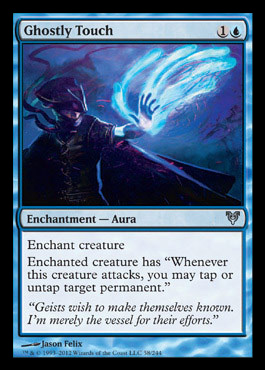 Ghostly Touch 1
Enchantment — Aura
Enchant creature
Enchanted creature has “Whenever
this creature attacks, you may tap or
untap target permanent.”
“Geists wish to make themselves known.
I’m merely the vessel for their efforts.”
Jason Felix
™ & © 1993–2012 Wizards of the Coast LLC 58/244